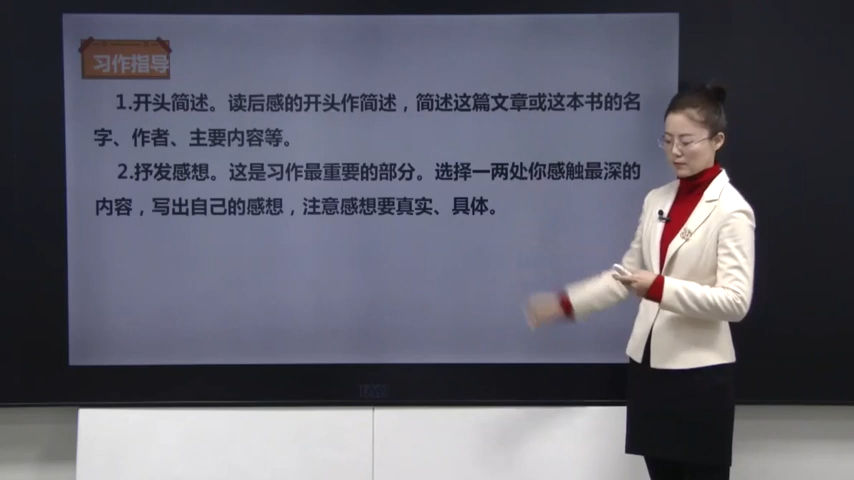 习作指导
1.开头简述。读后感的开头作简述，简述这篇文章或这本书的名
字、作者、主要内容等。
2.抒发感想。这是习作最重要的部分。选择一两处你感触最深的
内容，写出自己的感想，注意感想要真实、具体。